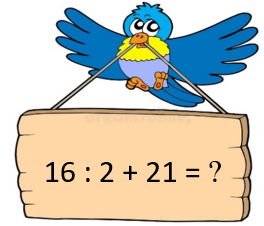 16 : 2 + 21 = ?